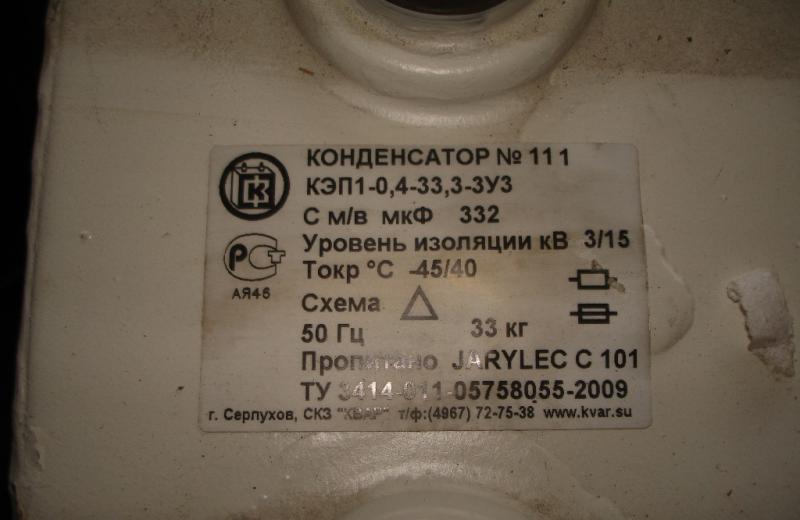 КОНДЕНСАТОР № 111
КЭП1-0,4-33,3-3У3
С м/в мкФ 332
Уровень изоляции кВ 3/15
Токр °С -45/40
АЯ46
Схема
50 Гц 33 кг
Пропитано JARYLEC C 101
ТУ 3414-011-05758055-2009
г. Серпухов, СКЗ "КВАР" т/ф:(4967) 72-75-38 www.kvar.su